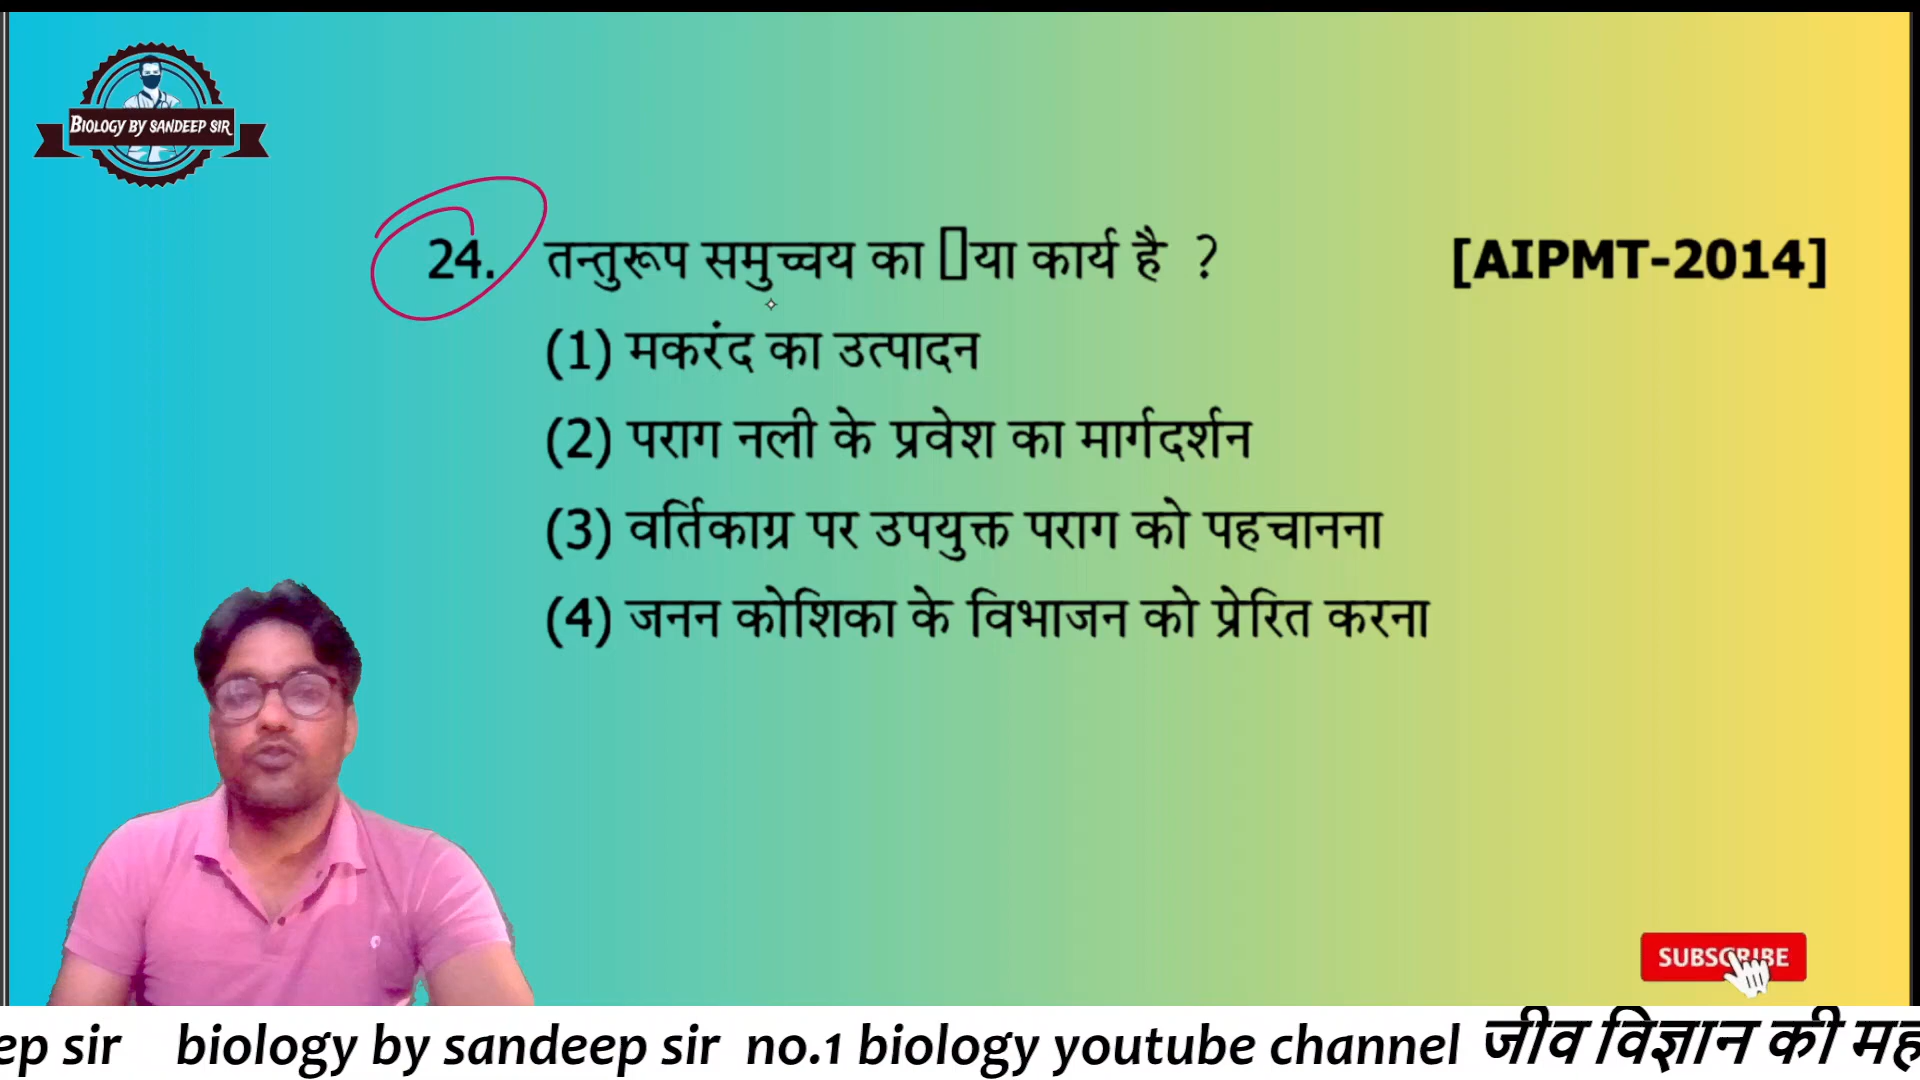 BIOLOGY BY SANDEEP SIR
24. तन्तुरूप समुच्चय का ▯या कार्य है ? [AIPMT-2014]
(1) मकरंद का उत्पादन
(2) पराग नली के प्रवेश का मार्गदर्शन
(3) वर्तिकाग्र पर उपयुक्त पराग को पहचानना
(4) जनन कोशिका के विभाजन को प्रेरित करना
SUBSCRIBE
ep sir biology by sandeep sir no.1 biology youtube channel जीव विज्ञान की मह